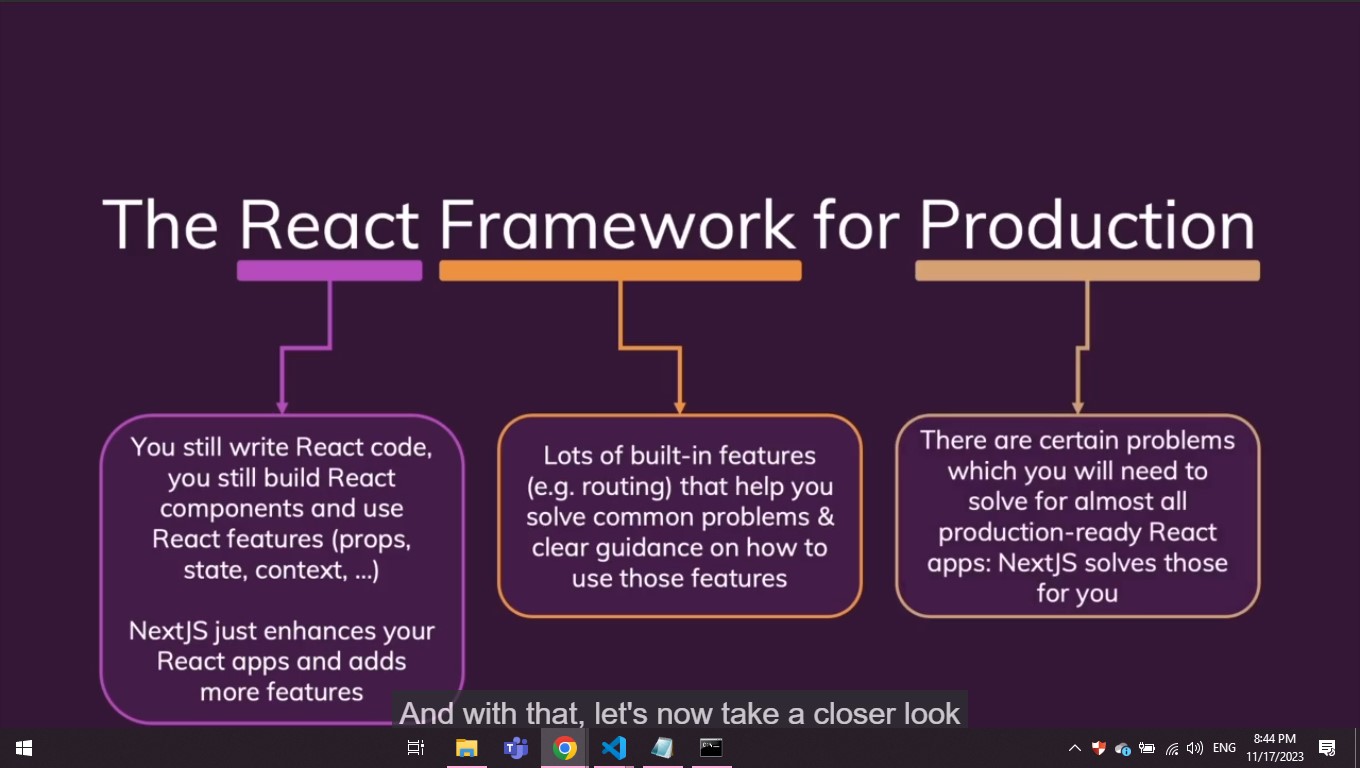 The React Framework for Production
You still write React code,
you still build React
components and use
React features (props,
state, context, ...)
NextJS just enhances your
React apps and adds
more features
Lots of built-in features
(e.g. routing) that help you
solve common problems &
clear guidance on how to
use those features
There are certain problems
which you will need to
solve for almost all
production-ready React
apps: NextJS solves those
for you
And with that, let's now take a closer look
ENG
8:44 PM
11/17/2023